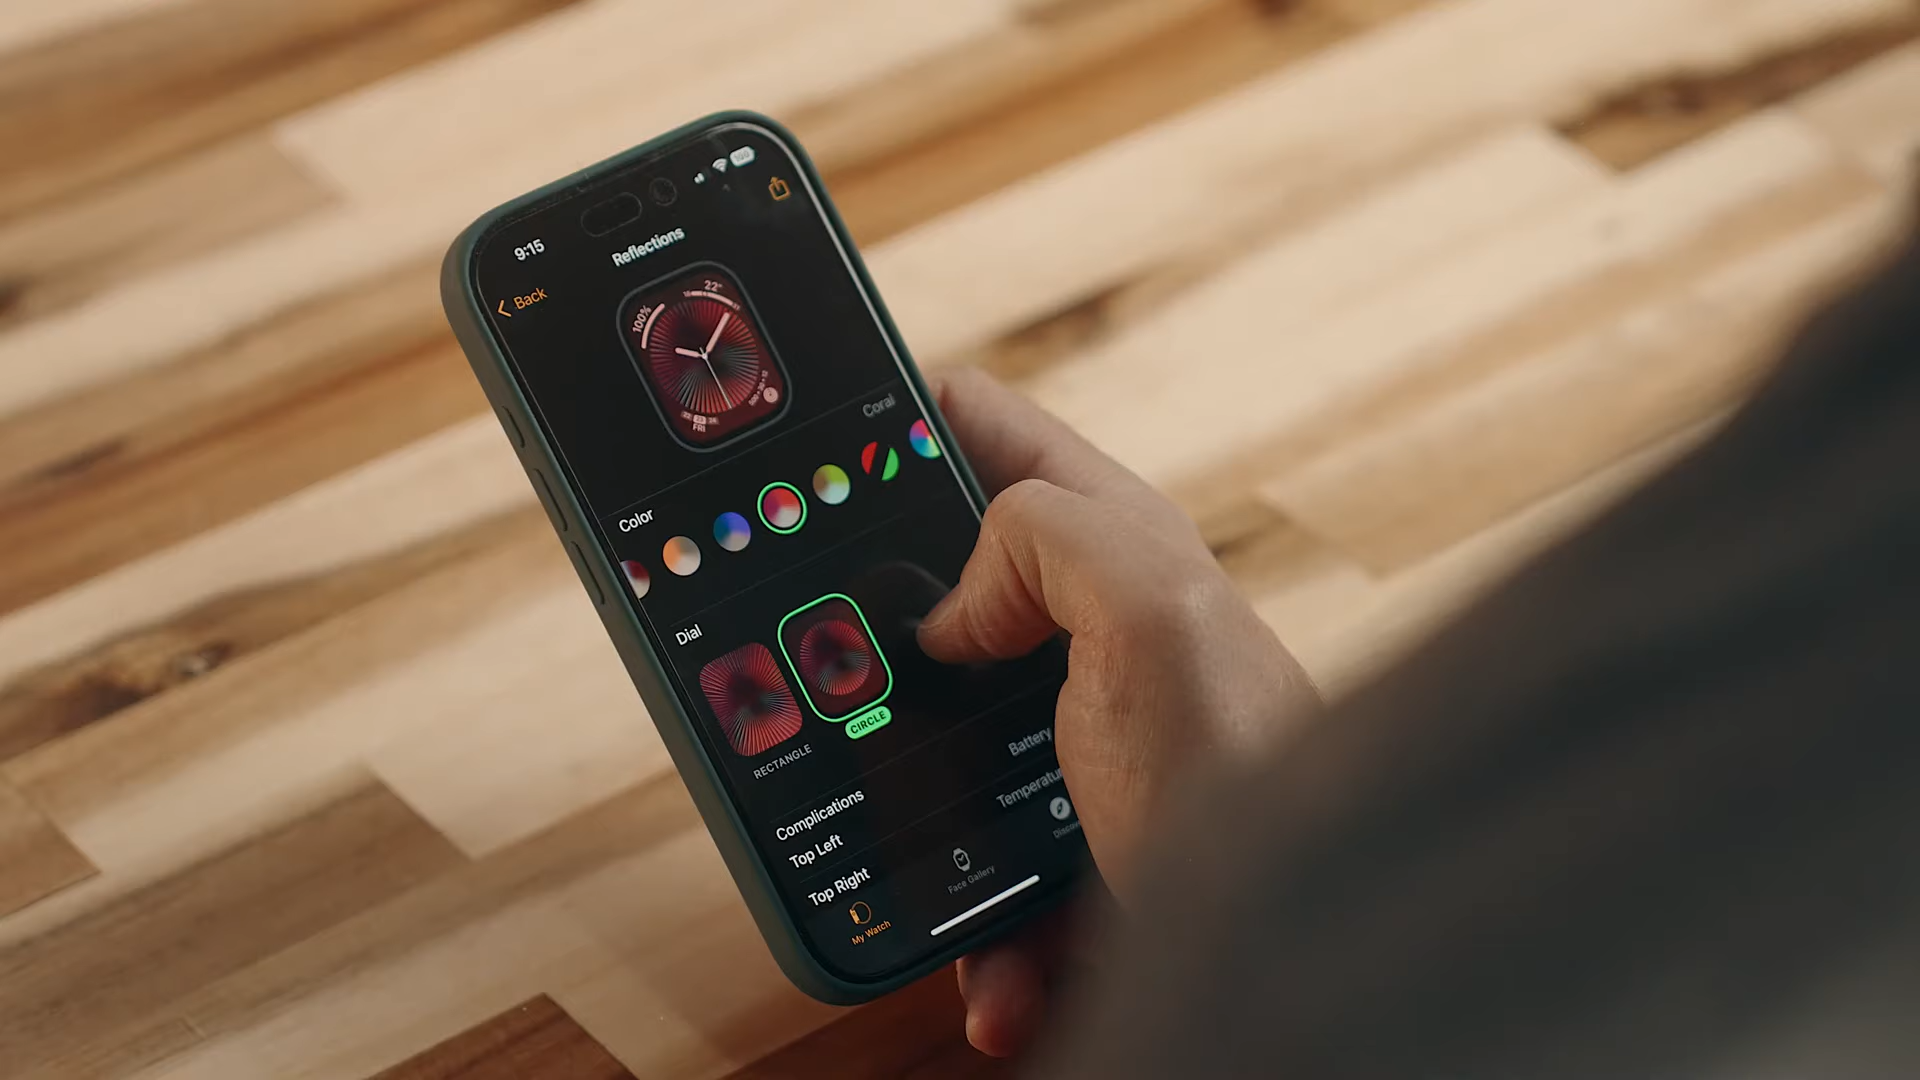 9:15
100
Reflections
Back
100%
22°
FRI
Coral
Color
Dial
RECTANGLE
CIRCLE
Complications
Top Left
Battery
Top Right
My Watch
Face Gallery